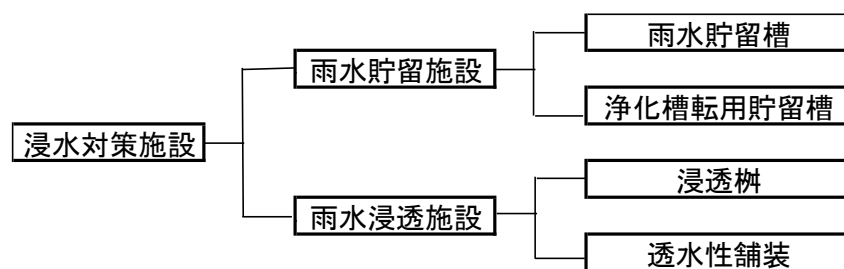 浸水対策施設
雨水貯留施設
雨水貯留槽
浄化槽転用貯留槽
雨水浸透施設
浸透桝
透水性舗装